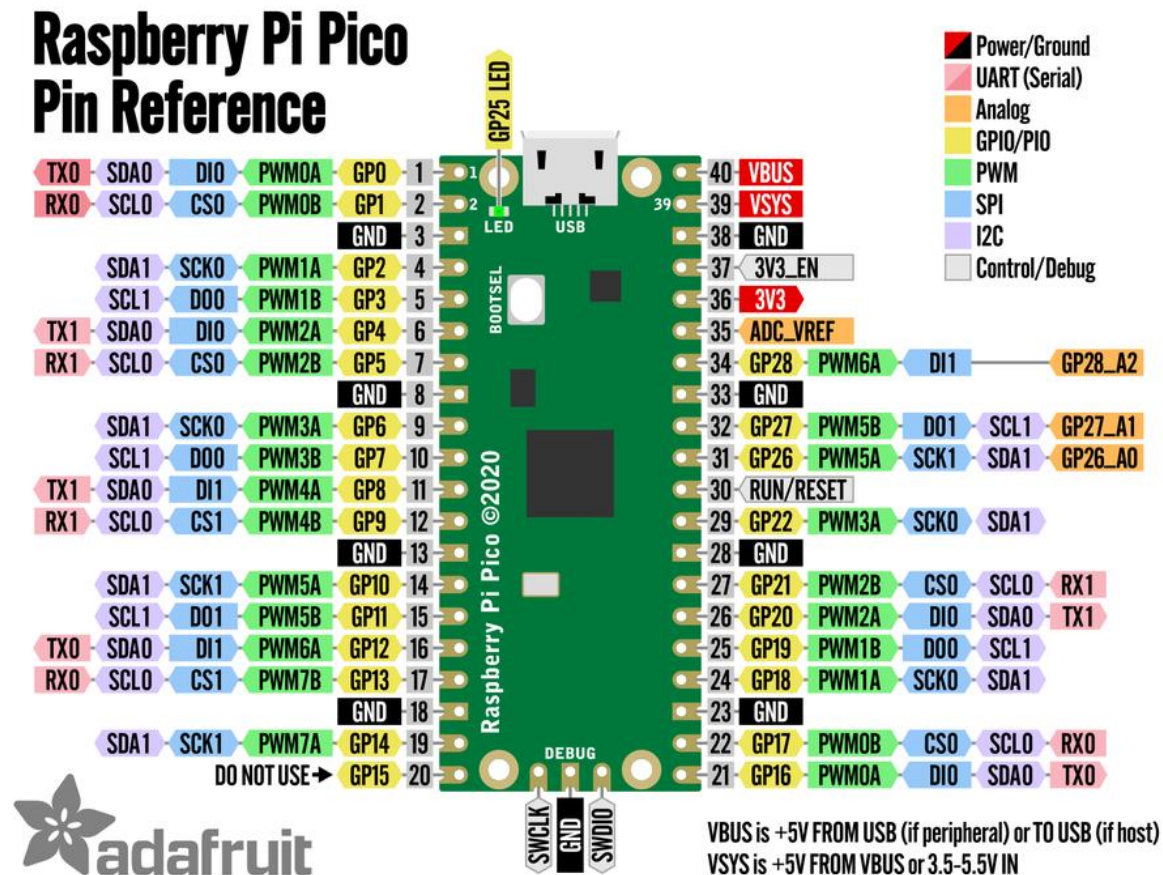 Raspberry Pi Pico
Pin Reference
GP25 LED
Power/Ground
UART (Serial)
Analog
GPIO/PIO
PWM
SPI
I2C
Control/Debug
TX0 SDA0 DI0 PWM0A GP0 1
RX0 SCL0 CS0 PWM0B GP1 2
GND 3
SDA1 SCK0 PWM1A GP2 4
SCL1 DO0 PWM1B GP3 5
TX1 SDA0 DI0 PWM2A GP4 6
RX1 SCL0 CS0 PWM2B GP5 7
GND 8
SDA1 SCK0 PWM3A GP6 9
SCL1 DO0 PWM3B GP7 10
TX1 SDA0 DI1 PWM4A GP8 11
RX1 SCL0 CS1 PWM4B GP9 12
GND 13
SDA1 SCK1 PWM5A GP10 14
SCL1 DO1 PWM5B GP11 15
TX0 SDA0 DI1 PWM6A GP12 16
RX0 SCL0 CS1 PWM7B GP13 17
GND 18
SDA1 SCK1 PWM7A GP14 19
DO NOT USE→ GP15 20
1
2
39
LED
USB
BOOTSEL
Raspberry Pi Pico ©2020
DEBUG
SWCLK
GND
SWDIO
40 VBUS
39 VSYS
38 GND
37 3V3_EN
36 3V3
35 ADC_VREF
34 GP28 PWM6A DI1 GP28_A2
33 GND
32 GP27 PWM5B DO1 SCL1 GP27_A1
31 GP26 PWM5A SCK1 SDA1 GP26_A0
30 RUN/RESET
29 GP22 PWM3A SCK0 SDA1
28 GND
27 GP21 PWM2B CS0 SCL0 RX1
26 GP20 PWM2A DI0 SDA0 TX1
25 GP19 PWM1B DO0 SCL1
24 GP18 PWM1A SCK0 SDA1
23 GND
22 GP17 PWM0B CS0 SCL0 RX0
21 GP16 PWM0A DI0 SDA0 TX0
adafruit
VBUS is +5V FROM USB (if peripheral) or TO USB (if host)
VSYS is +5V FROM VBUS or 3.5-5.5V IN